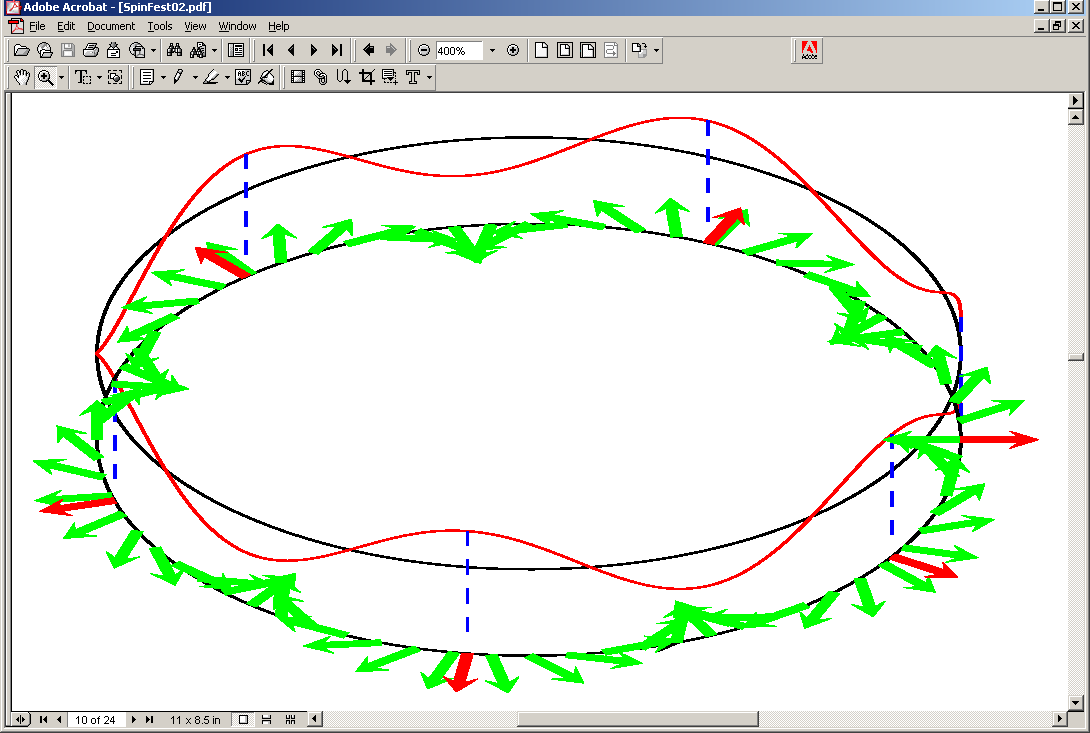 Adobe Acrobat - [SpinFest02.pdf]
File Edit Document Tools View Window Help
400%
Adobe
T T
ABC
10 of 24 11 x 8.5 in